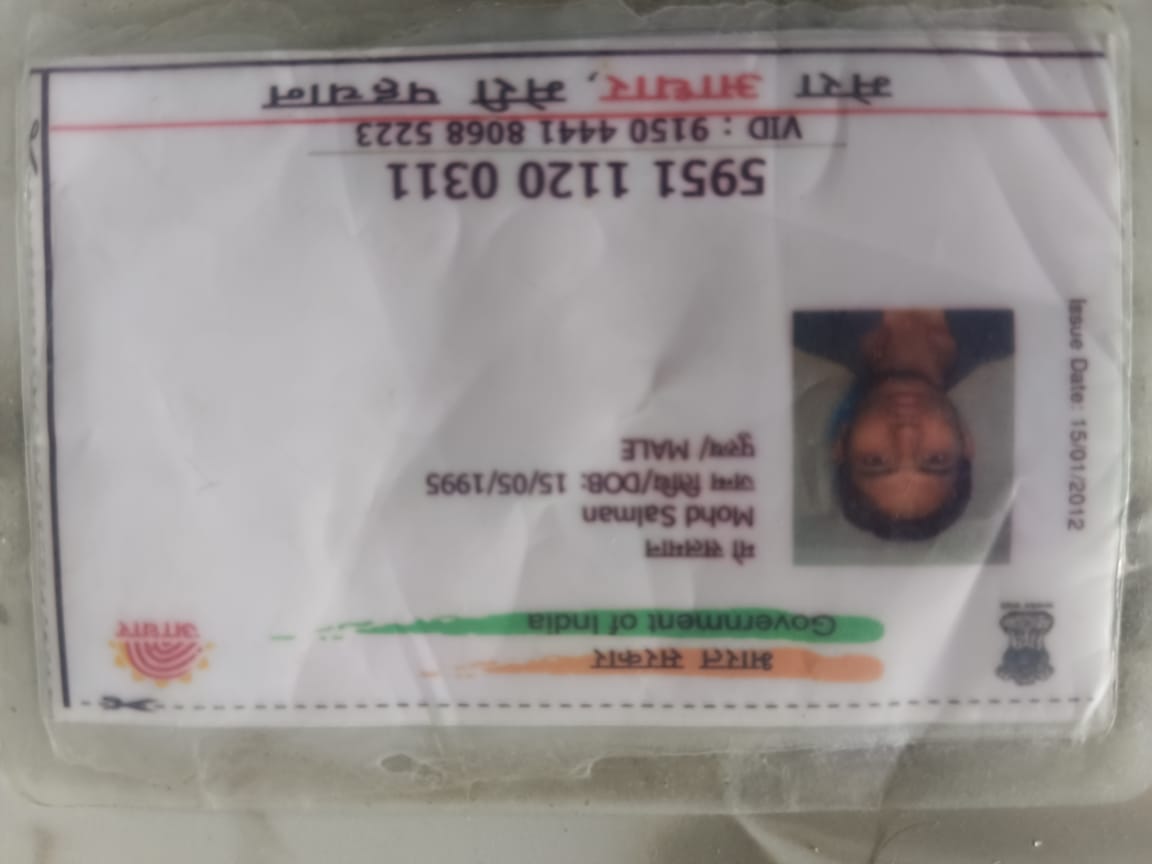 भारत सरकार
Government of India
आधार
मो सलमान
Mohd Salman
जन्म तिथि/DOB: 15/05/1995
पुरुष/ MALE
Issue Date: 15/01/2012
5951 1120 0311
VID : 9150 4441 8068 5223
मेरा आधार, मेरी पहचान